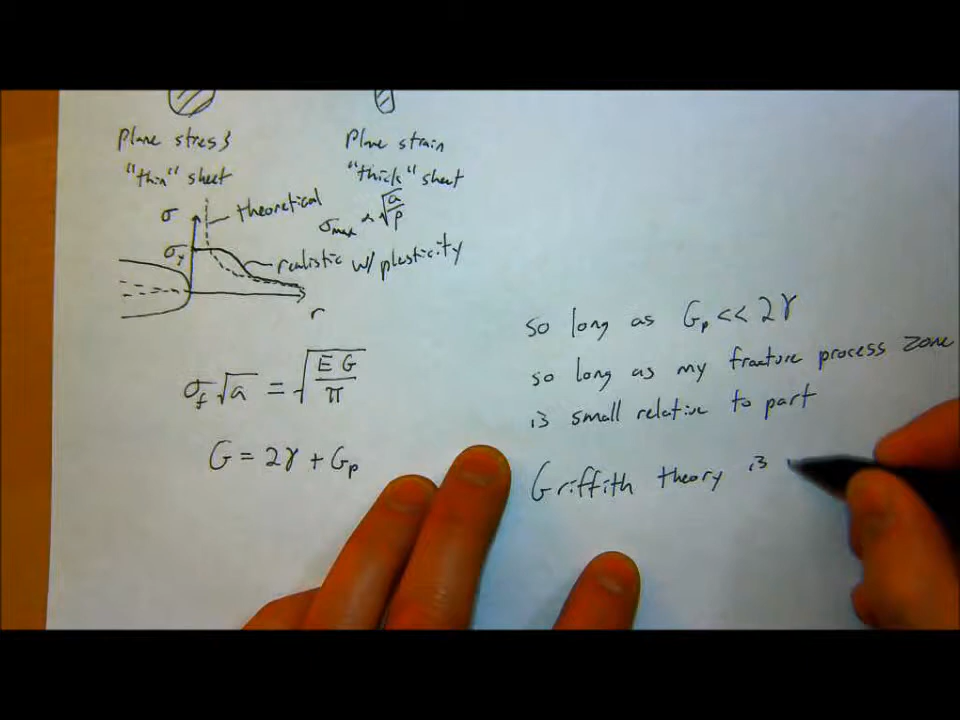 Plane stress
Plane strain
"thin" sheet
"thick" sheet
σ
theoretical
σmax ∝ √(a/ρ)
σy
realistic w/ plasticity
r
σf √a = √(E G / π)
G = 2γ + Gp
so long as Gp << 2γ
so long as my fracture process zone
is small relative to part
Griffith theory is